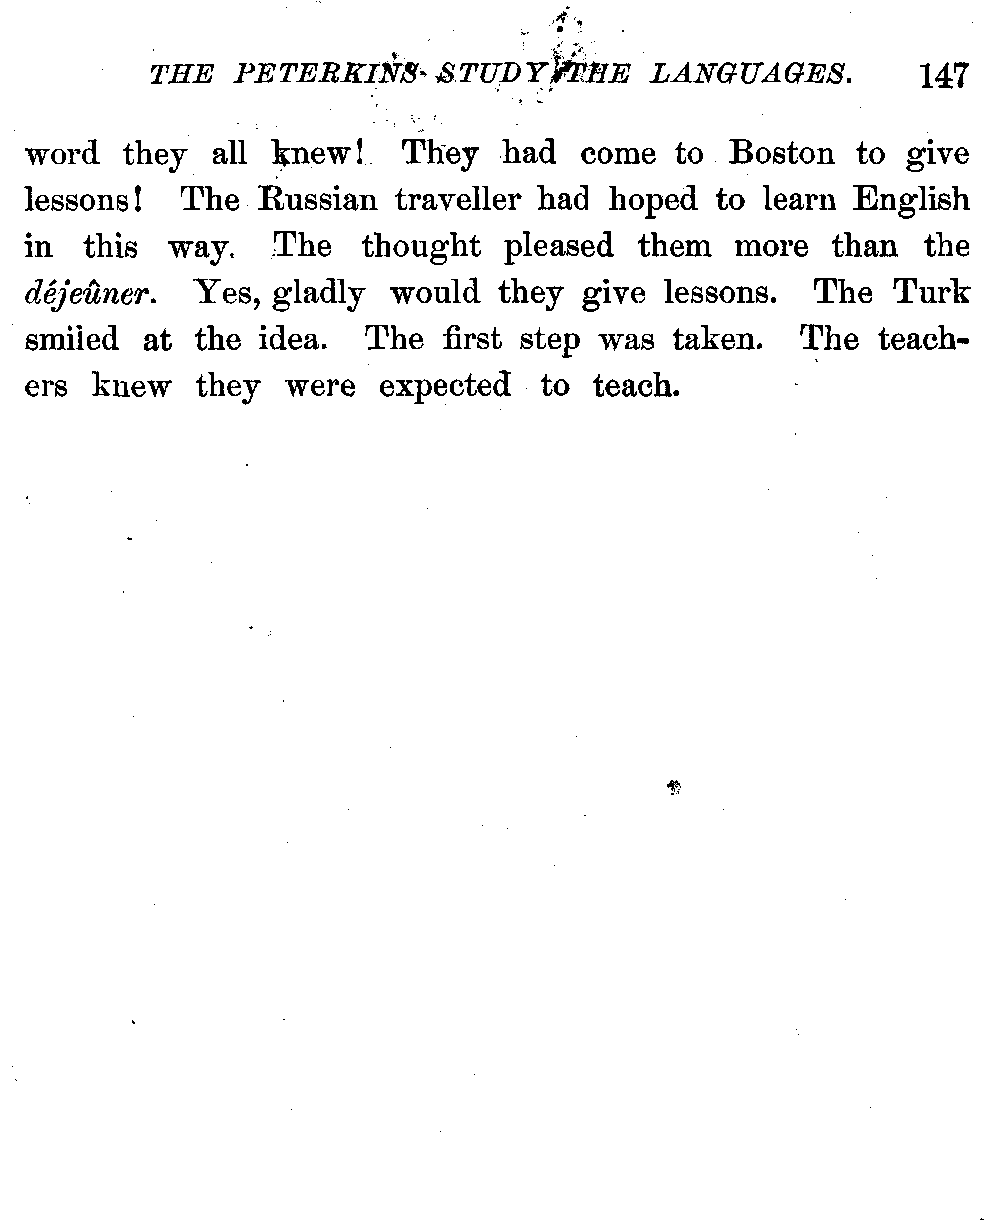 THE PETERKINS STUDY THE LANGUAGES. 147
word they all knew! They had come to Boston to give
lessons! The Russian traveller had hoped to learn English
in this way. The thought pleased them more than the
déjeûner. Yes, gladly would they give lessons. The Turk
smiled at the idea. The first step was taken. The teach-
ers knew they were expected to teach.